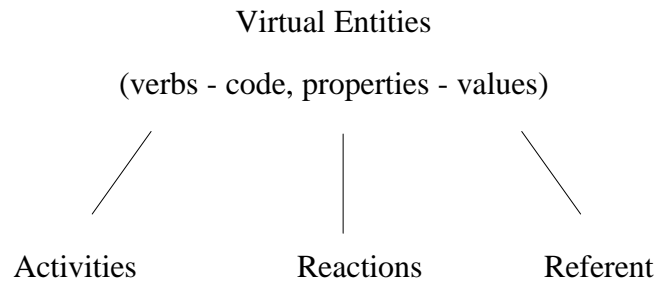 Virtual Entities
(verbs - code, properties - values)
Activities Reactions Referent